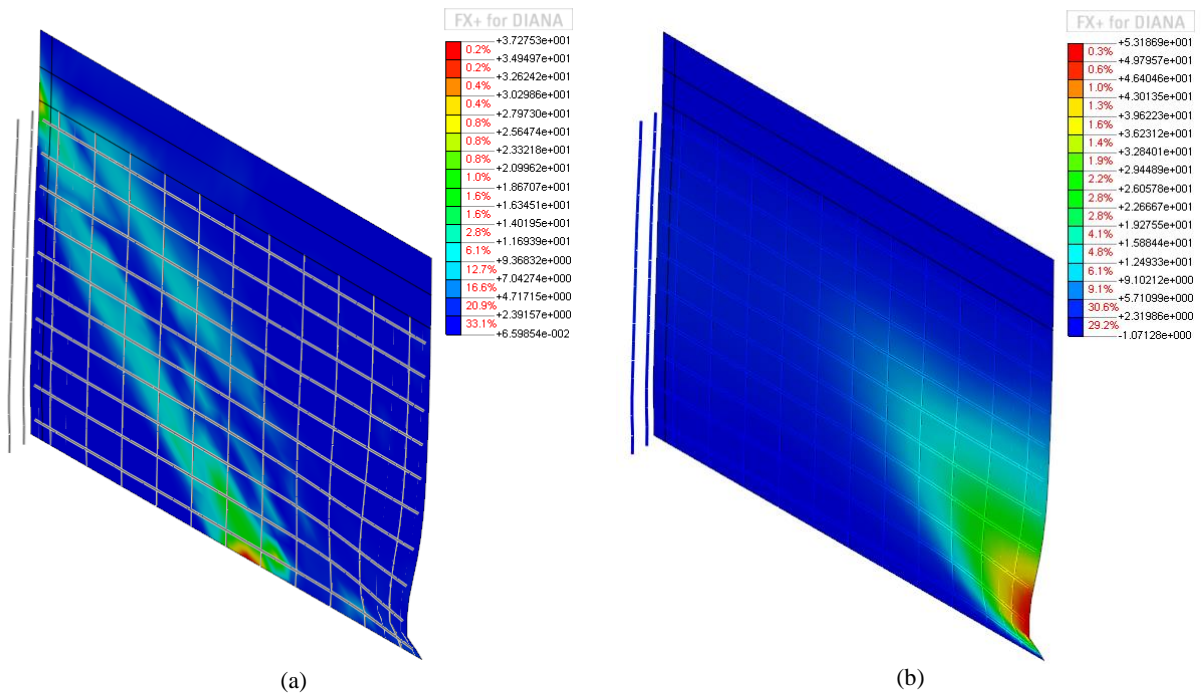 FX+ for DIANA
+3.72753e+001
0.2%
+3.49497e+001
0.2%
+3.26242e+001
0.4%
+3.02986e+001
0.4%
+2.79730e+001
0.8%
+2.56474e+001
0.8%
+2.33218e+001
0.8%
+2.09962e+001
1.0%
+1.86707e+001
1.6%
+1.63451e+001
1.6%
+1.40195e+001
2.8%
+1.16939e+001
6.1%
+9.36832e+000
12.7%
+7.04274e+000
16.6%
+4.71715e+000
20.9%
+2.39157e+000
33.1%
+6.59854e-002
(a)
FX+ for DIANA
+5.31869e+001
0.3%
+4.97957e+001
0.6%
+4.64046e+001
1.0%
+4.30135e+001
1.3%
+3.96223e+001
1.6%
+3.62312e+001
1.4%
+3.28401e+001
1.9%
+2.94489e+001
2.2%
+2.60578e+001
2.8%
+2.26667e+001
2.8%
+1.92755e+001
4.1%
+1.58844e+001
4.8%
+1.24933e+001
6.1%
+9.10212e+000
9.1%
+5.71099e+000
30.6%
+2.31986e+000
29.2%
-1.07128e+000
(b)